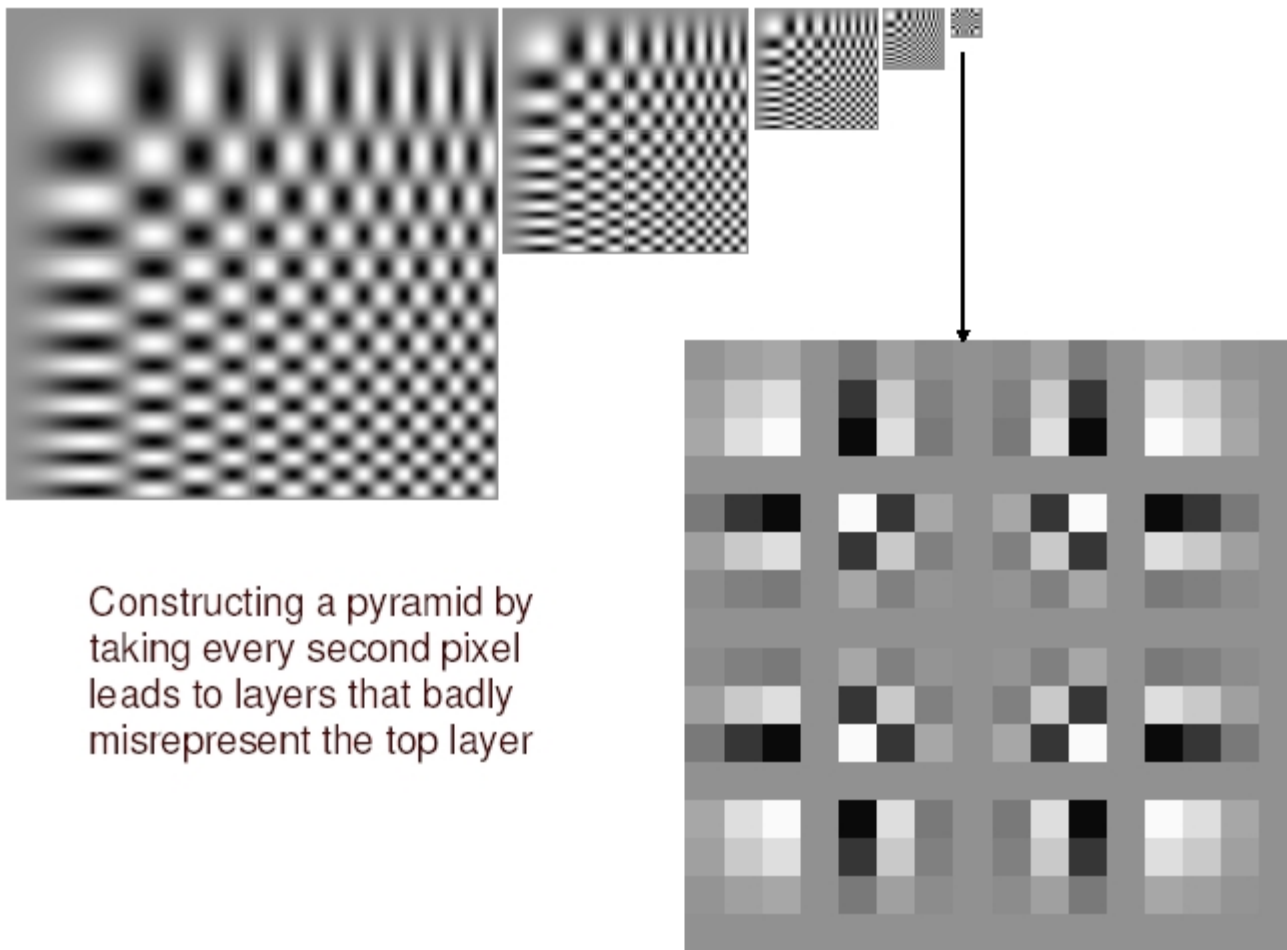 Constructing a pyramid by
taking every second pixel
leads to layers that badly
misrepresent the top layer